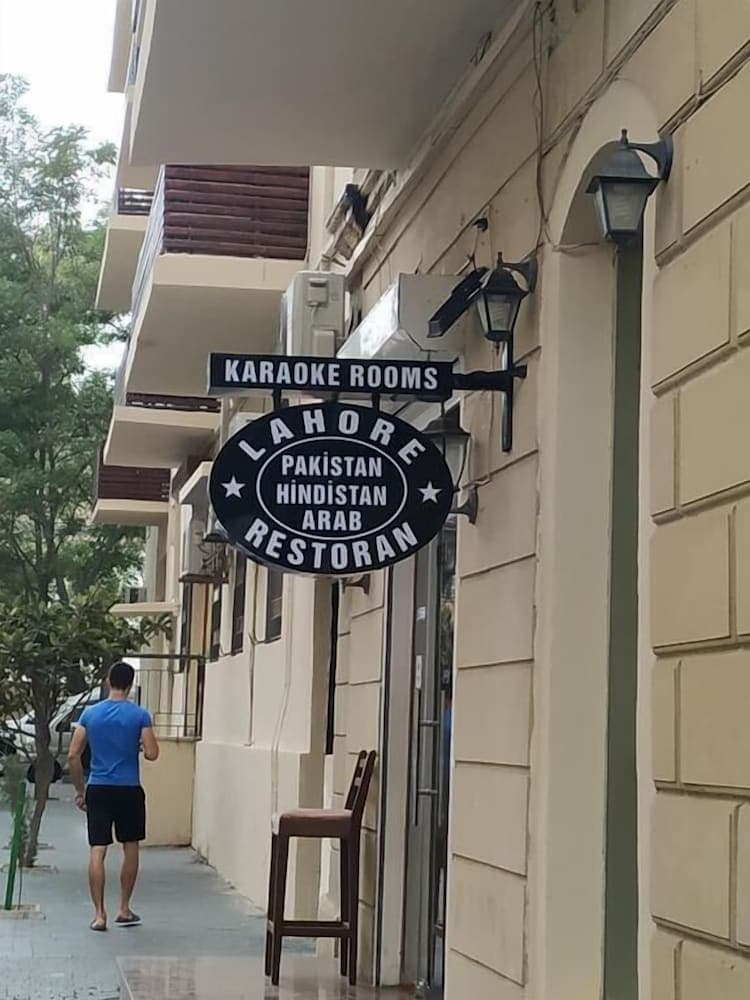 KARAOKE ROOMS
LAHORE
PAKİSTAN
HİNDİSTAN
ARAB
RESTORAN